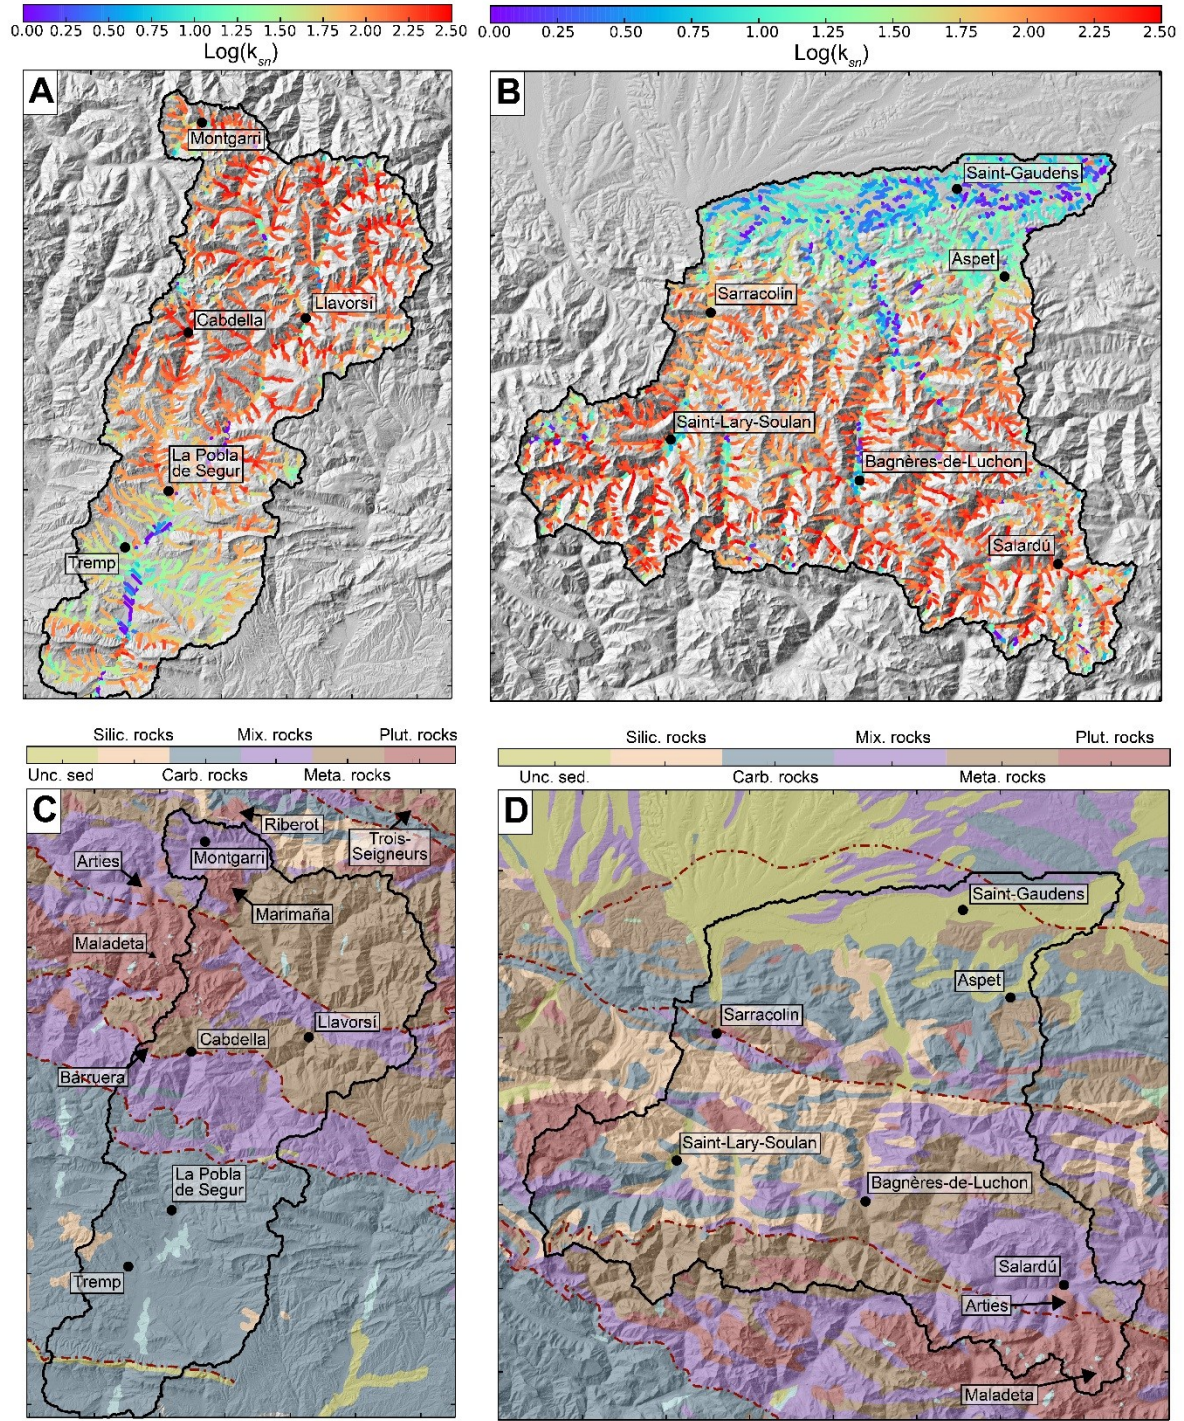 0.00 0.25 0.50 0.75 1.00 1.25 1.50 1.75 2.00 2.25 2.50
Log(ksn)
A
Montgarri
Llavorsí
Cabdella
La Pobla
de Segur
Tremp
0.00 0.25 0.50 0.75 1.00 1.25 1.50 1.75 2.00 2.25 2.50
Log(ksn)
B
Saint-Gaudens
Aspet
Sarracolin
Saint-Lary-Soulan
Bagnères-de-Luchon
Salardú
Silic. rocks Mix. rocks Plut. rocks
Unc. sed Carb. rocks Meta. rocks
C
Riberot
Trois-
Seigneurs
Montgarri
Arties
Marimaña
Maladeta
Llavorsí
Cabdella
Barruera
La Pobla
de Segur
Tremp
Silic. rocks Mix. rocks Plut. rocks
Unc. sed. Carb. rocks Meta. rocks
D
Saint-Gaudens
Aspet
Sarracolin
Saint-Lary-Soulan
Bagnères-de-Luchon
Salardú
Arties
Maladeta